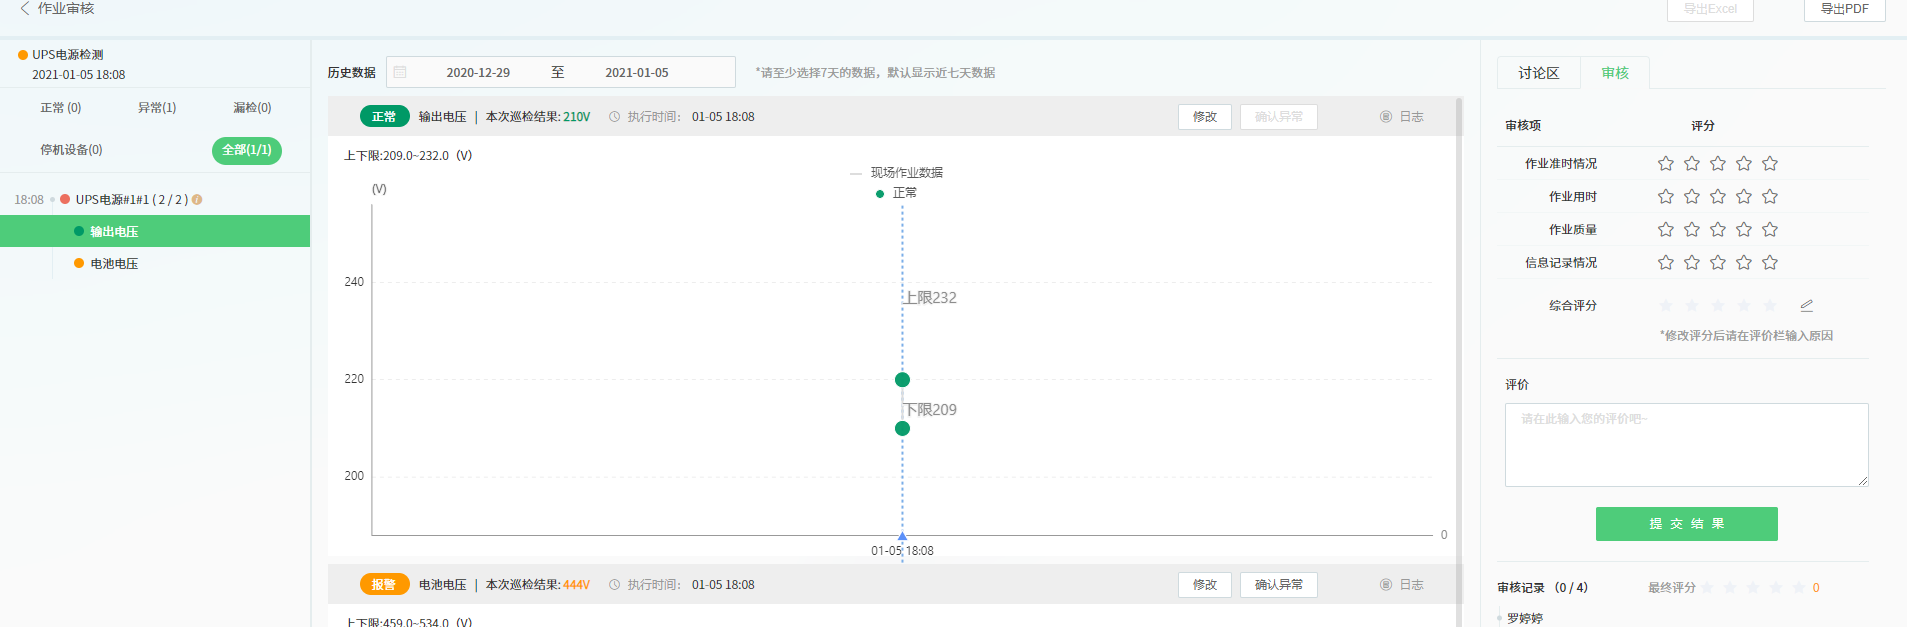 作业审核
导出Excel
导出PDF
UPS电源检测
2021-01-05 18:08
正常 (0)
异常(1)
漏检(0)
停机设备(0)
全部(1/1)
18:08
UPS电源#1#1 ( 2 / 2 )
输出电压
电池电压
历史数据
2020-12-29
至
2021-01-05
*请至少选择7天的数据，默认显示近七天数据
正常
输出电压 | 本次巡检结果: 210V
执行时间：
01-05 18:08
修改
确认异常
日志
上下限:209.0~232.0（V）
现场作业数据
正常
(V)
240
上限232
220
下限209
200
0
01-05 18:08
报警
电池电压 | 本次巡检结果: 444V
执行时间：
01-05 18:08
修改
确认异常
日志
上下限:459.0~534.0（V）
讨论区
审核
审核项
评分
作业准时情况
作业用时
作业质量
信息记录情况
综合评分
*修改评分后请在评价栏输入原因
评价
请在此输入您的评价吧~
提交结果
审核记录 （0 / 4）
最终评分
0
罗婷婷